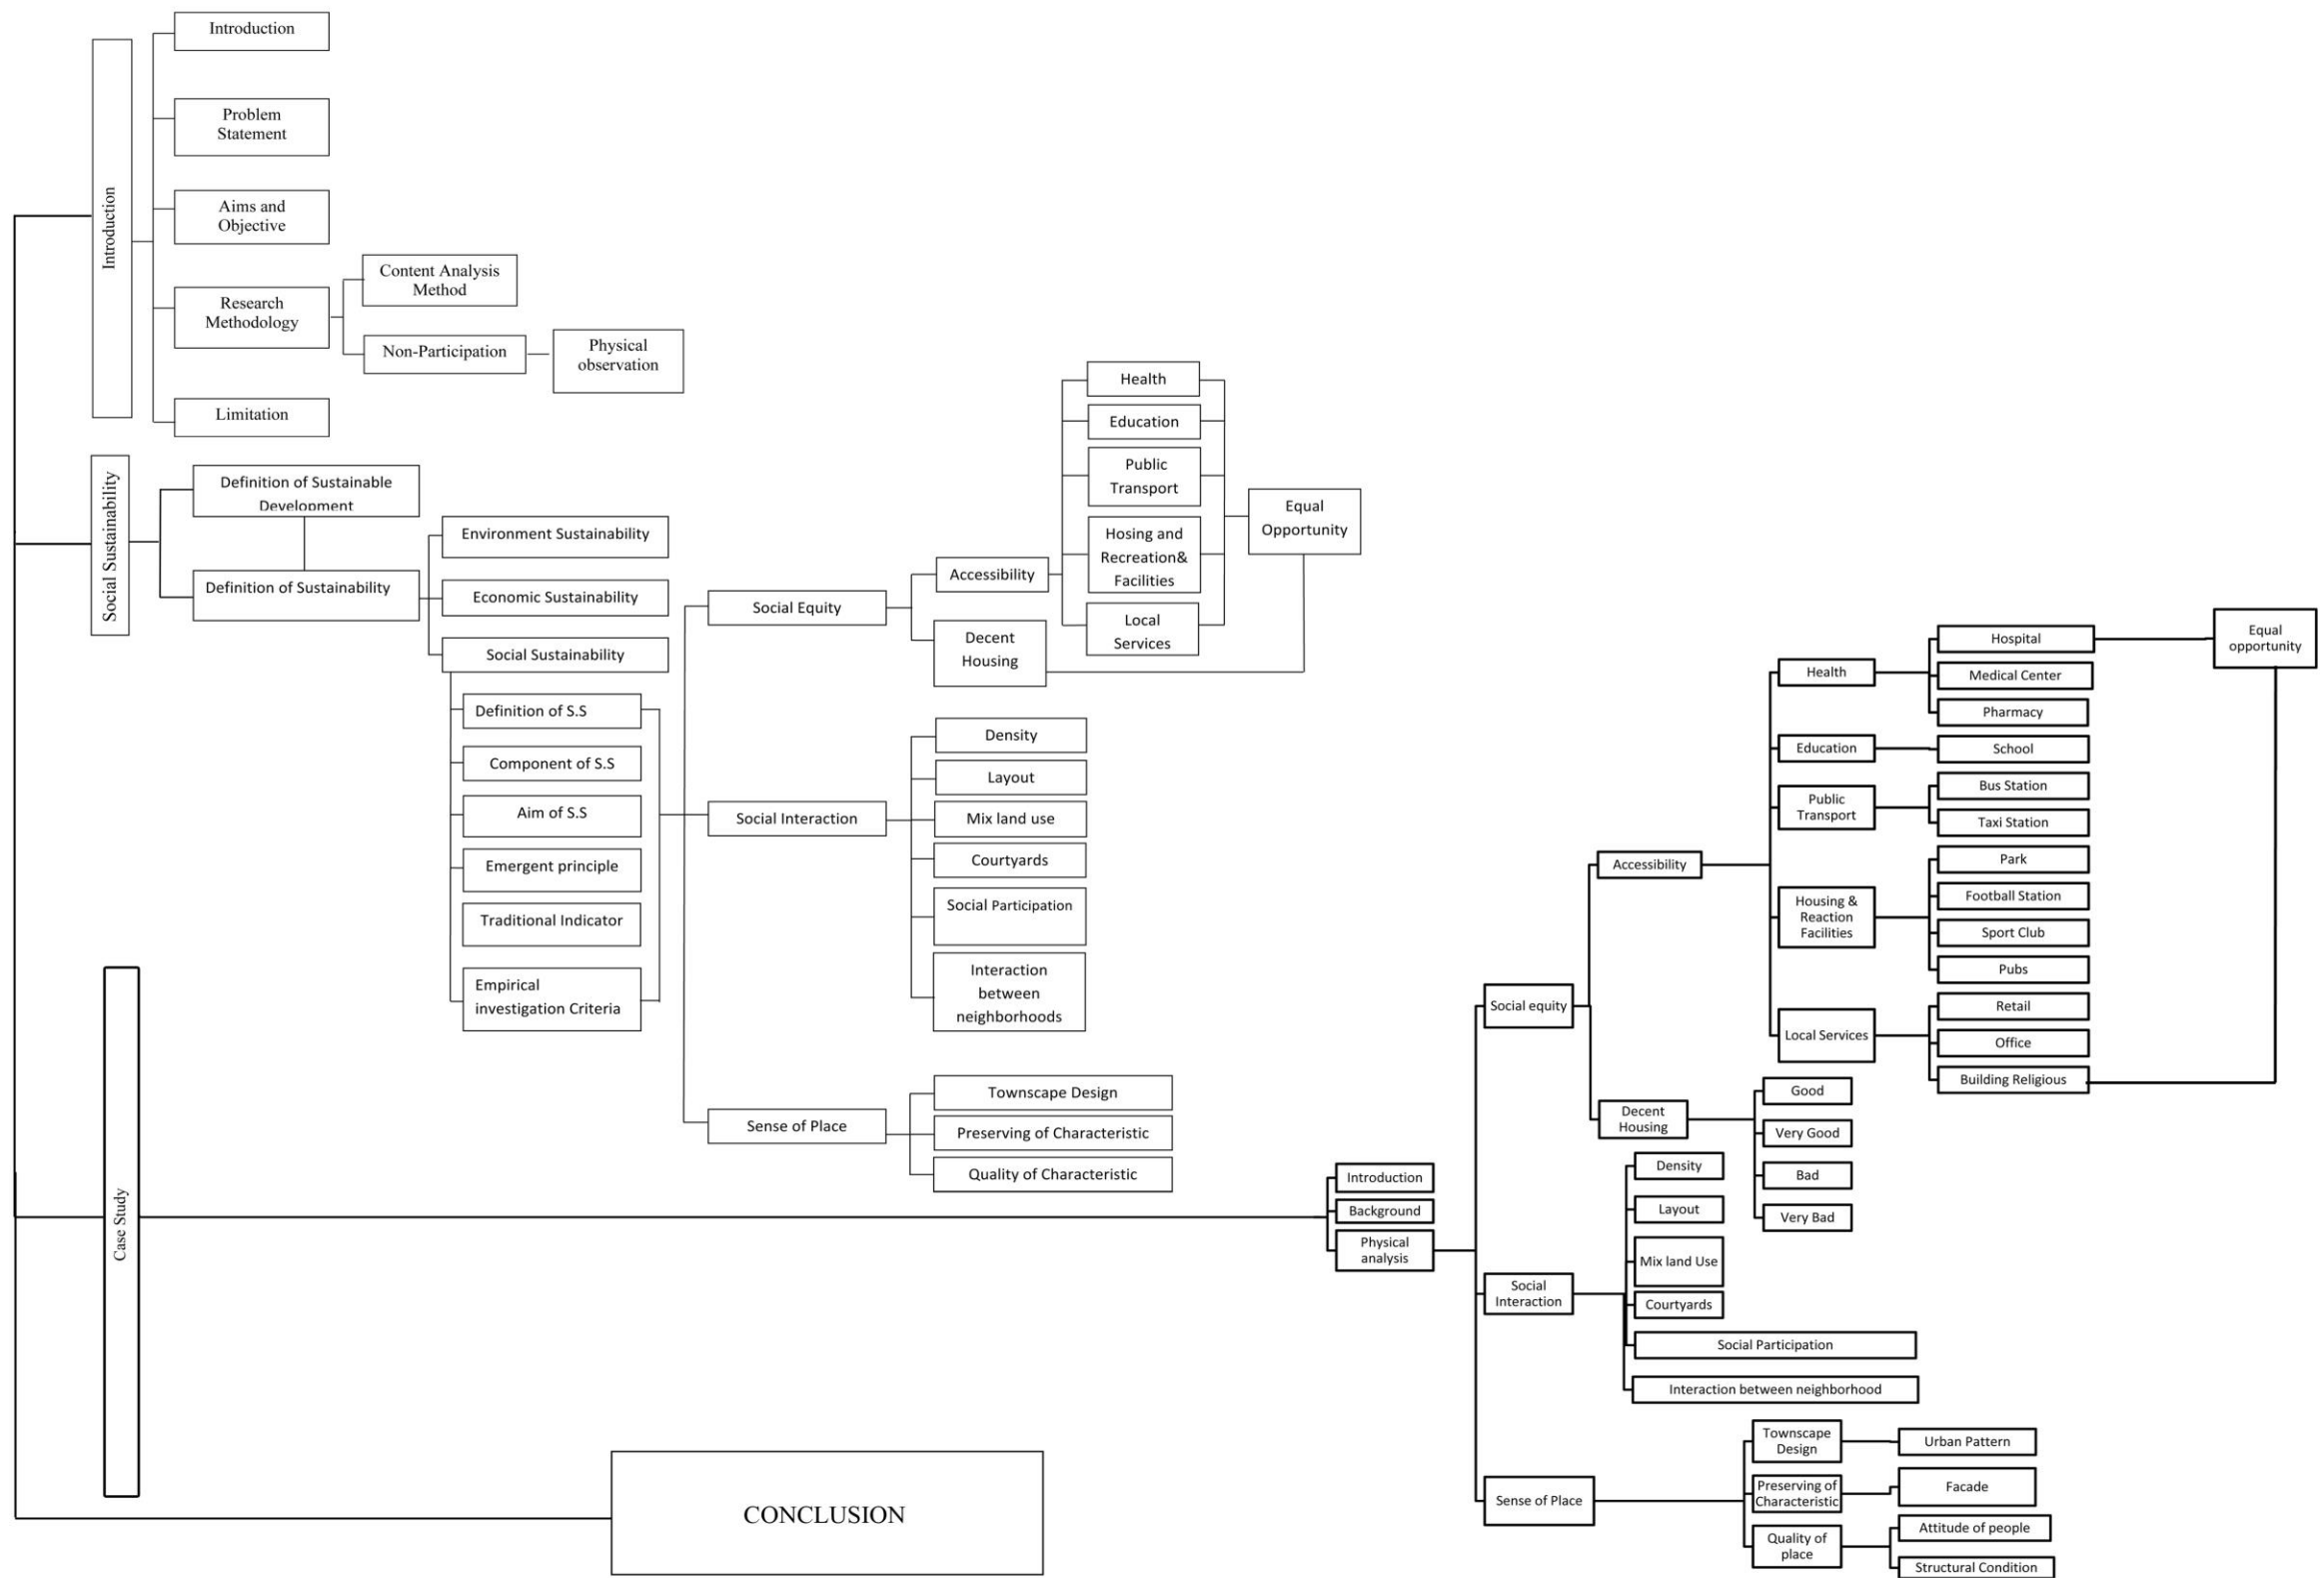 Introduction
Introduction
Problem
Statement
Aims and
Objective
Research
Methodology
Content Analysis
Method
Non-Participation
Physical
observation
Limitation
Social Sustainability
Definition of Sustainable
Development
Definition of Sustainability
Environment Sustainability
Economic Sustainability
Social Sustainability
Definition of S.S
Component of S.S
Aim of S.S
Emergent principle
Traditional Indicator
Empirical
investigation Criteria
Social Equity
Accessibility
Health
Education
Public
Transport
Hosing and
Recreation&
Facilities
Local
Services
Equal
Opportunity
Decent
Housing
Social Interaction
Density
Layout
Mix land use
Courtyards
Social Participation
Interaction
between
neighborhoods
Sense of Place
Townscape Design
Preserving of Characteristic
Quality of Characteristic
Case Study
Introduction
Background
Physical
analysis
Social equity
Accessibility
Health
Hospital
Medical Center
Pharmacy
Equal
opportunity
Education
School
Public
Transport
Bus Station
Taxi Station
Housing &
Reaction
Facilities
Park
Football Station
Sport Club
Pubs
Local Services
Retail
Office
Building Religious
Decent
Housing
Good
Very Good
Bad
Very Bad
Social
Interaction
Density
Layout
Mix land Use
Courtyards
Social Participation
Interaction between neighborhood
Sense of Place
Townscape
Design
Urban Pattern
Preserving of
Characteristic
Facade
Quality of
place
Attitude of people
Structural Condition
CONCLUSION